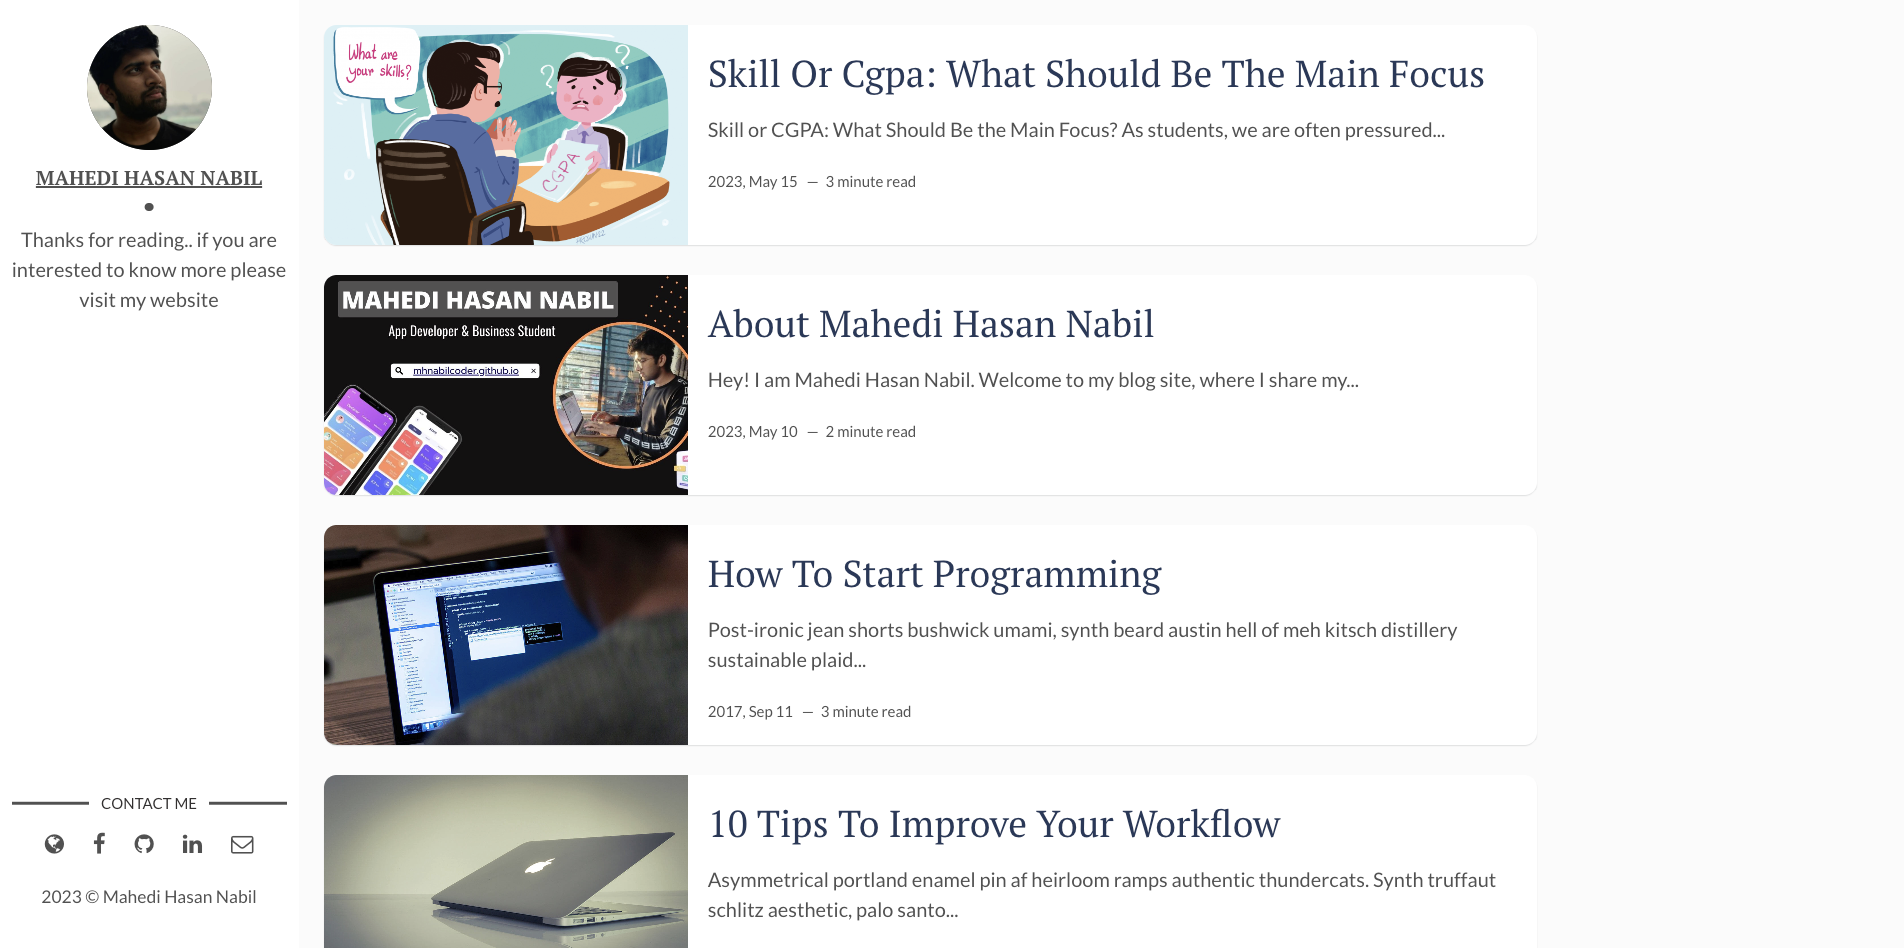 MAHEDI HASAN NABIL
Thanks for reading.. if you are
interested to know more please
visit my website
CONTACT ME
2023 © Mahedi Hasan Nabil
What are
your skills?
CGPA
Skill Or Cgpa: What Should Be The Main Focus
Skill or CGPA: What Should Be the Main Focus? As students, we are often pressured...
2023, May 15 — 3 minute read
MAHEDI HASAN NABIL
App Developer & Business Student
mhnabilcoder.github.io
About Mahedi Hasan Nabil
Hey! I am Mahedi Hasan Nabil. Welcome to my blog site, where I share my...
2023, May 10 — 2 minute read
How To Start Programming
Post-ironic jean shorts bushwick umami, synth beard austin hell of meh kitsch distillery
sustainable plaid...
2017, Sep 11 — 3 minute read
10 Tips To Improve Your Workflow
Asymmetrical portland enamel pin af heirloom ramps authentic thundercats. Synth truffaut
schlitz aesthetic, palo santo...